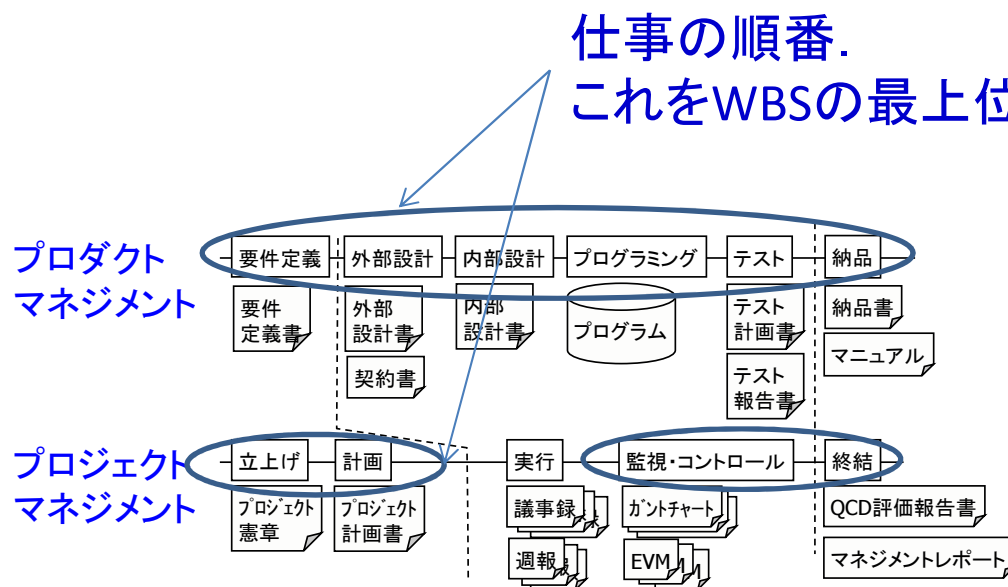 仕事の順番.
これをWBSの最上位
プロダクト
マネジメント
要件定義
外部設計
内部設計
プログラミング
テスト
納品
要件
定義書
外部
設計書
契約書
内部
設計書
プログラム
テスト
計画書
テスト
報告書
納品書
マニュアル
プロジェクト
マネジメント
立上げ
計画
実行
監視・コントロール
終結
プロジェクト
憲章
プロジェクト
計画書
議事録
週報
ガントチャート
EVM
QCD評価報告書
マネジメントレポート